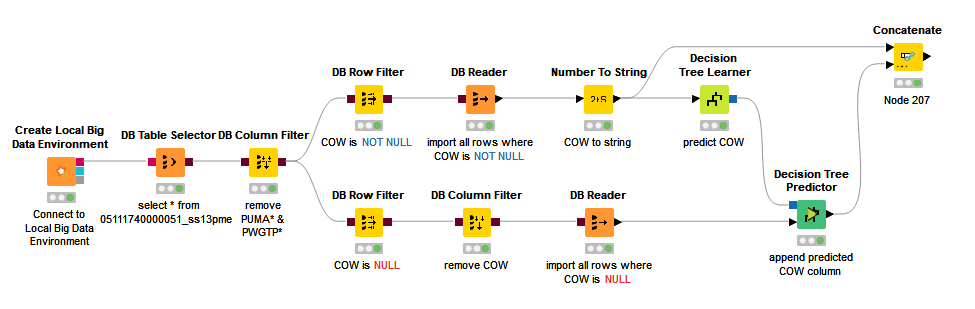 Concatenate
Node 207
DB Row Filter
COW is NOT NULL
DB Reader
import all rows where
COW is NOT NULL
Number To String
2 S
COW to string
Decision
Tree Learner
predict COW
Create Local Big
Data Environment
Connect to
Local Big Data
Environment
DB Table Selector
select * from
05111740000051_ss13pme
DB Column Filter
remove
PUMA* &
PWGTP*
DB Row Filter
COW is NULL
DB Column Filter
remove COW
DB Reader
import all rows where
COW is NULL
Decision Tree
Predictor
append predicted
COW column